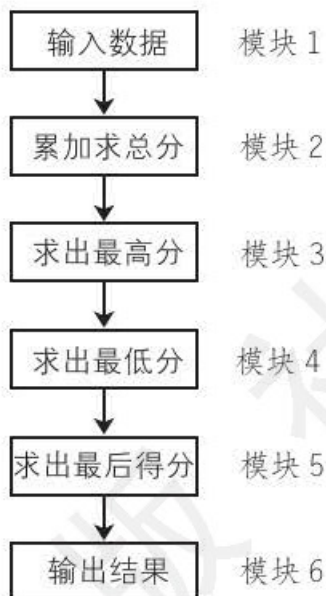 输入数据 模块 1
累加求总分 模块 2
求出最高分 模块 3
求出最低分 模块 4
求出最后得分 模块 5
输出结果 模块 6